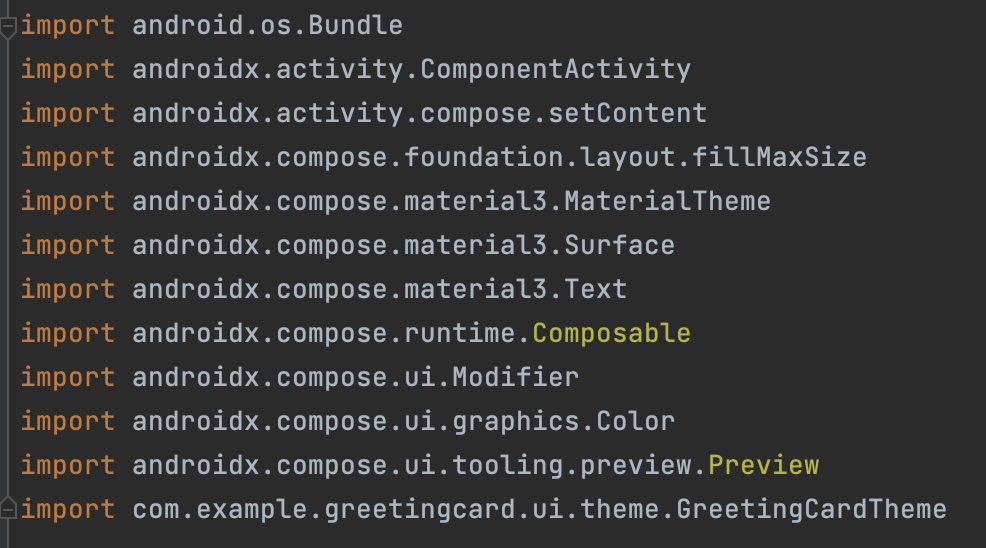 import android.os.Bundle
import androidx.activity.ComponentActivity
import androidx.activity.compose.setContent
import androidx.compose.foundation.layout.fillMaxSize
import androidx.compose.material3.MaterialTheme
import androidx.compose.material3.Surface
import androidx.compose.material3.Text
import androidx.compose.runtime.Composable
import androidx.compose.ui.Modifier
import androidx.compose.ui.graphics.Color
import androidx.compose.ui.tooling.preview.Preview
import com.example.greetingcard.ui.theme.GreetingCardTheme